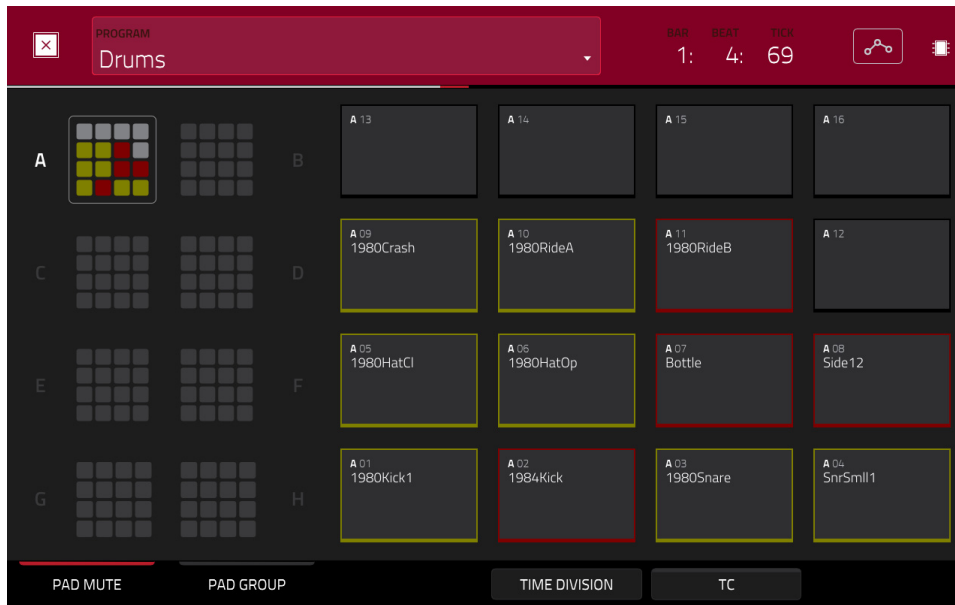 PROGRAM
Drums
BAR BEAT TICK
1: 4: 69
A 13
A 14
A 15
A 16
A
B
A 09
1980Crash
A 10
1980RideA
A 11
1980RideB
A 12
C
D
A 05
1980HatCl
A 06
1980HatOp
A 07
Bottle
A 08
Side12
E
F
A 01
1980Kick1
A 02
1984Kick
A 03
1980Snare
A 04
SnrSmll1
G
H
PAD MUTE
PAD GROUP
TIME DIVISION
TC